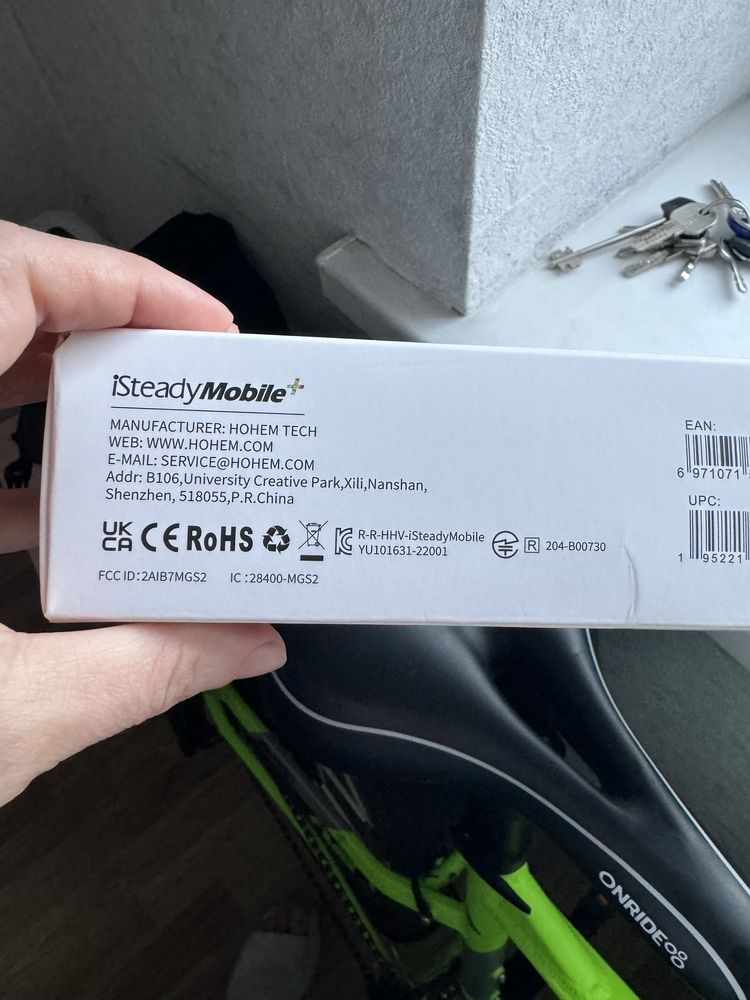 iSteadyMobile+
MANUFACTURER: HOHEM TECH
WEB: WWW.HOHEM.COM
E-MAIL: SERVICE@HOHEM.COM
Addr: B106,University Creative Park,Xili,Nanshan,
Shenzhen, 518055,P.R.China
UK CA CE RoHS
R-R-HHV-iSteadyMobile
YU101631-22001
R 204-B00730
FCC ID:2AIB7MGS2 IC :28400-MGS2
EAN:
6 971071
UPC:
1 95221
ONRIDE